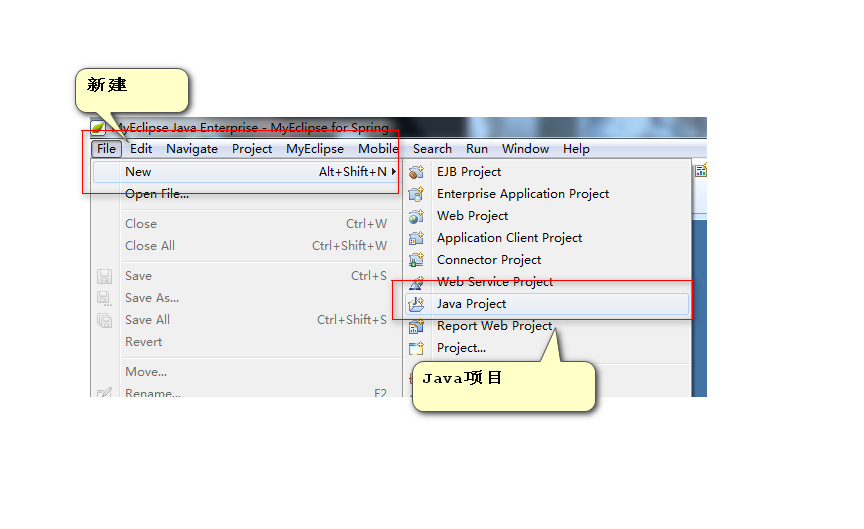 新建
MyEclipse Java Enterprise - MyEclipse for Spring
File Edit Navigate Project MyEclipse Mobile Search Run Window Help
New Alt+Shift+N
Open File...
Close Ctrl+W
Close All Ctrl+Shift+W
Save Ctrl+S
Save As...
Save All Ctrl+Shift+S
Revert
Move...
Rename... F2
EJB Project
Enterprise Application Project
Web Project
Application Client Project
Connector Project
Web Service Project
Java Project
Report Web Project
Project...
Java项目